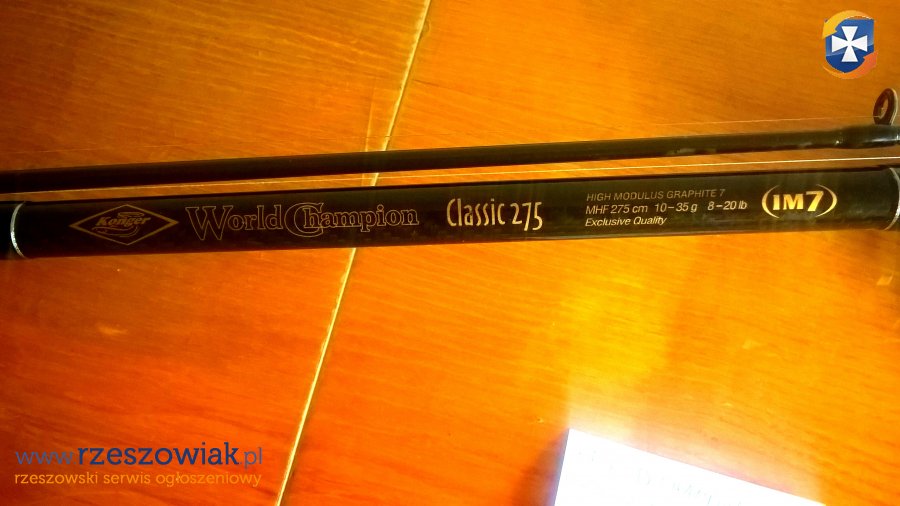 Konger
World Champion
Classic 275
HIGH MODULUS GRAPHITE 7
MHF 275 cm 10-35 g 8-20 lb
Exclusive Quality
IM7
www.rzeszowiak.pl
rzeszowski serwis ogłoszeniowy